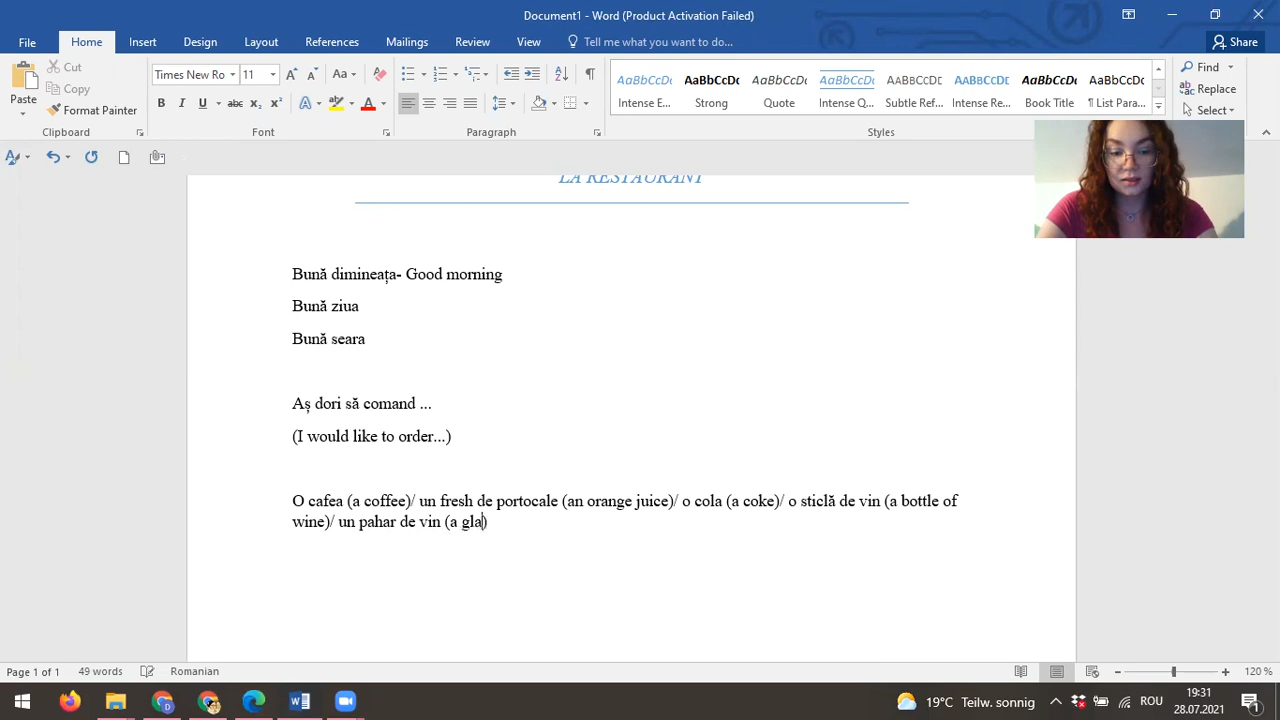 Document1 - Word (Product Activation Failed)
File Home Insert Design Layout References Mailings Review View Tell me what you want to do... Share
Paste
Cut
Copy
Format Painter
Times New Ro 11
AaBbCcDc AaBbCcDc AaBbCcDc AaBbCcDc AaBbCcDc AaBbCcDc AaBbCcDc AaBbCcDc
Intense E... Strong Quote Intense Q... Subtle Ref... Intense Re... Book Title ¶ List Para...
Find
Replace
Select
Clipboard Font Paragraph Styles
LA RESTAURANT
Bună dimineața- Good morning
Bună ziua
Bună seara
Aș dori să comand ...
(I would like to order...)
O cafea (a coffee)/ un fresh de portocale (an orange juice)/ o cola (a coke)/ o sticlă de vin (a bottle of
wine)/ un pahar de vin (a gla)
Page 1 of 1 49 words Romanian 120 %
19°C Teilw. sonnig ROU 19:31
28.07.2021